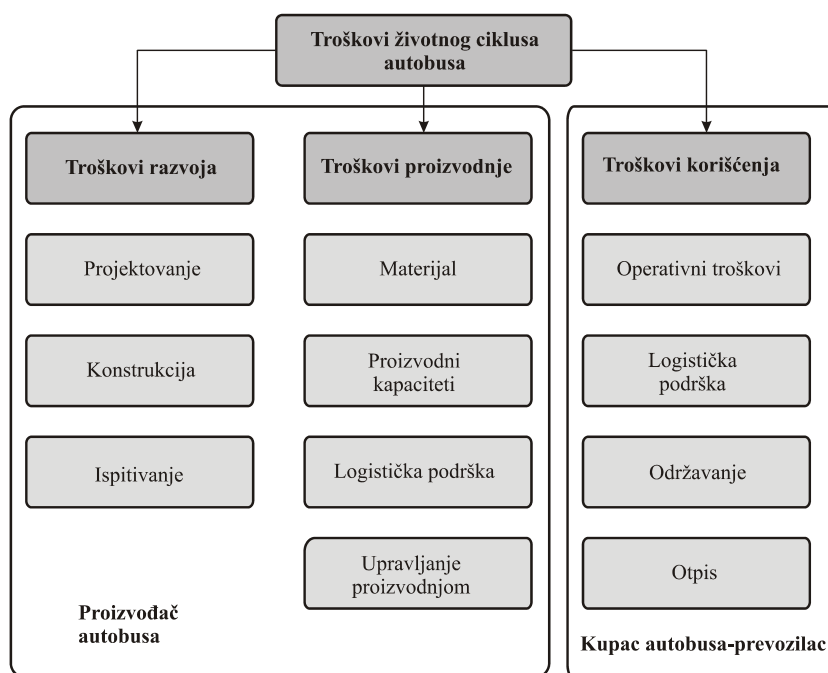 Troškovi životnog ciklusa
autobusa
Troškovi razvoja
Projektovanje
Konstrukcija
Ispitivanje
Troškovi proizvodnje
Materijal
Proizvodni
kapaciteti
Logistička podrška
Upravljanje
proizvodnjom
Proizvođač
autobusa
Troškovi korišćenja
Operativni troškovi
Logistička
podrška
Održavanje
Otpis
Kupac autobusa-prevozilac